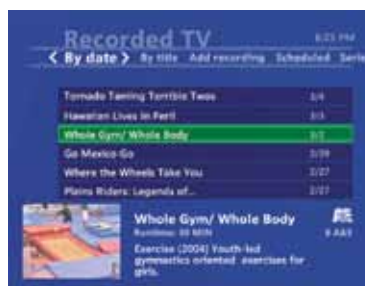 Recorded TV
6:25 PM
< By date > By title Add recording Scheduled Serie
Tornado Taming Terrible Twos 3/4
Hawaiian Lives in Peril 3/3
Whole Gym/ Whole Body 3/2
Go Mexico Go 2/29
Where the Wheels Take You 2/27
Plains Riders: Legends of... 2/27
Whole Gym/ Whole Body
Runtime: 30 MIN
A&E
Exercise (2004) Youth-led
gymnastics oriented exercises for
girls.